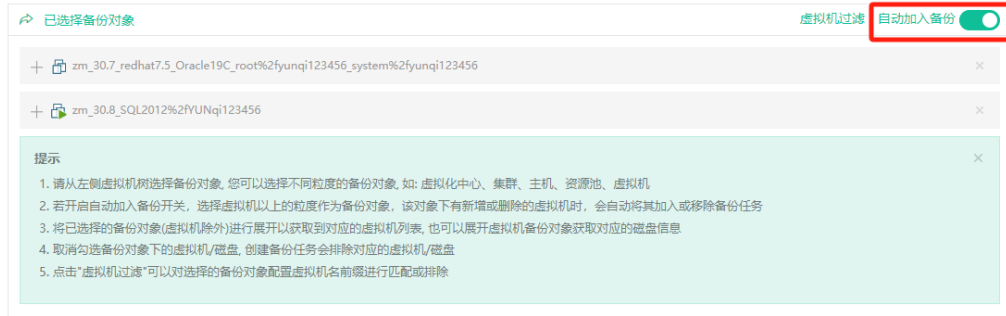 已选择备份对象 虚拟机过滤 自动加入备份
zm_30.7_redhat7.5_Oracle19C_root%2fyunqi123456_system%2fyunqi123456
zm_30.8_SQL2012%2fYUNqi123456
提示
1. 请从左侧虚拟机树选择备份对象, 您可以选择不同粒度的备份对象, 如: 虚拟化中心、集群、主机、资源池、虚拟机
2. 若开启自动加入备份开关，选择虚拟机以上的粒度作为备份对象，该对象下有新增或删除的虚拟机时，会自动将其加入或移除备份任务
3. 将已选择的备份对象(虚拟机除外)进行展开以获取到对应的虚拟机列表, 也可以展开虚拟机备份对象获取对应的磁盘信息
4. 取消勾选备份对象下的虚拟机/磁盘, 创建备份任务会排除对应的虚拟机/磁盘
5. 点击"虚拟机过滤"可以对选择的备份对象配置虚拟机名前缀进行匹配或排除